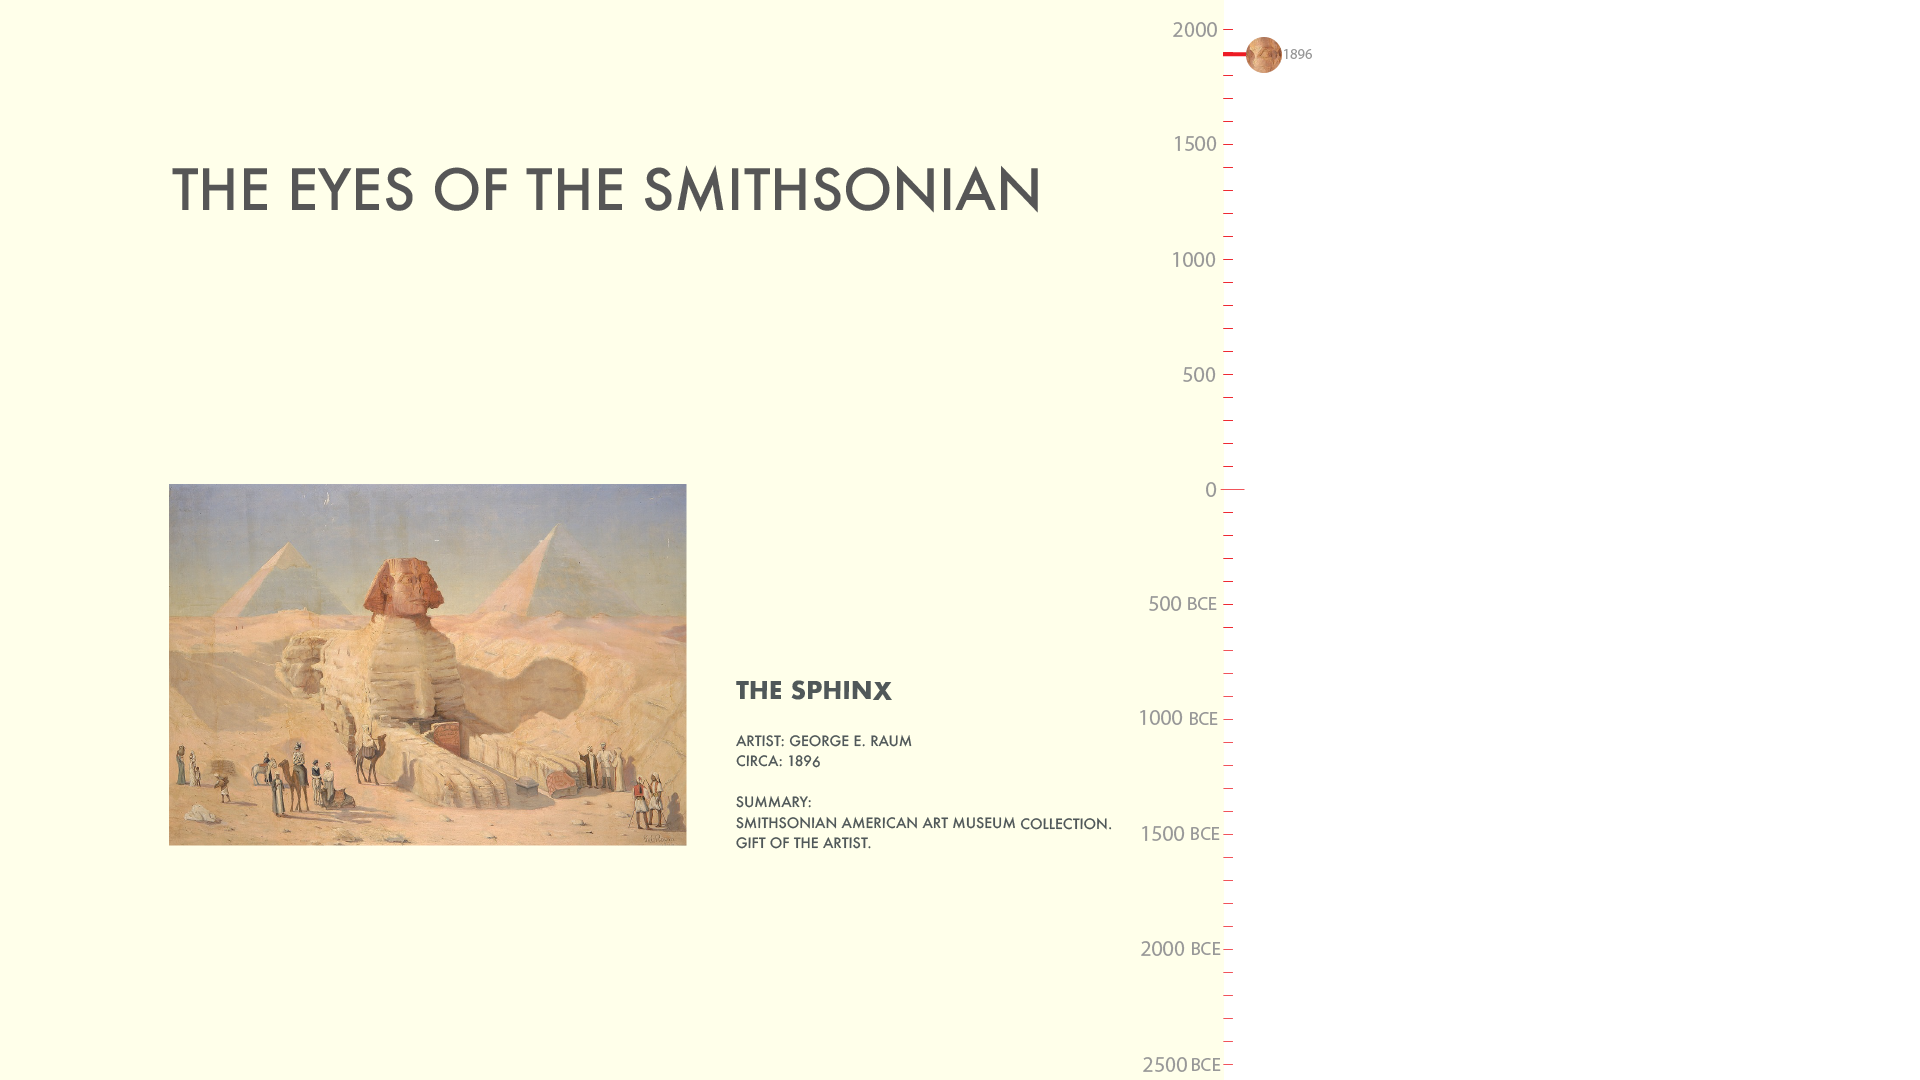 THE EYES OF THE SMITHSONIAN
THE SPHINX
ARTIST: GEORGE E. RAUM
CIRCA: 1896
SUMMARY:
SMITHSONIAN AMERICAN ART MUSEUM COLLECTION.
GIFT OF THE ARTIST.
2000
1896
1500
1000
500
0
500 BCE
1000 BCE
1500 BCE
2000 BCE
2500 BCE